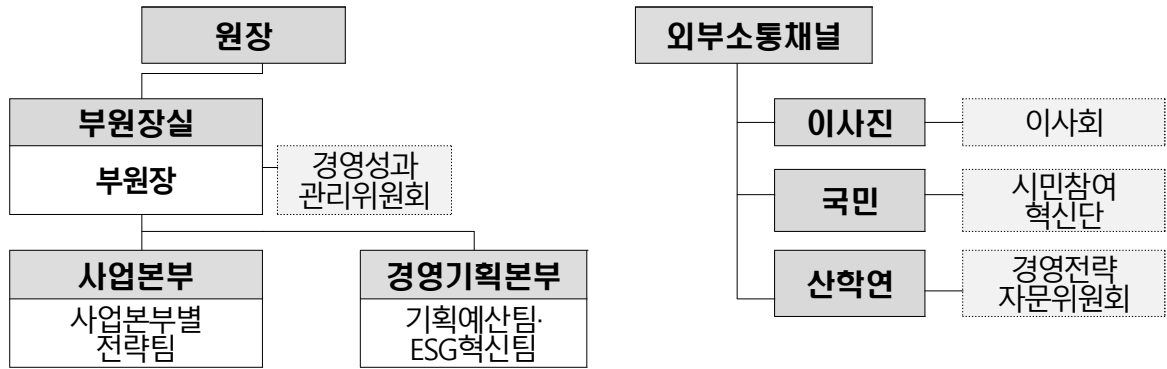 원장
부원장실
부원장
경영성과
관리위원회
사업본부
사업본부별
전략팀
경영기획본부
기획예산팀·
ESG혁신팀
외부소통채널
이사진
이사회
국민
시민참여
혁신단
산학연
경영전략
자문위원회